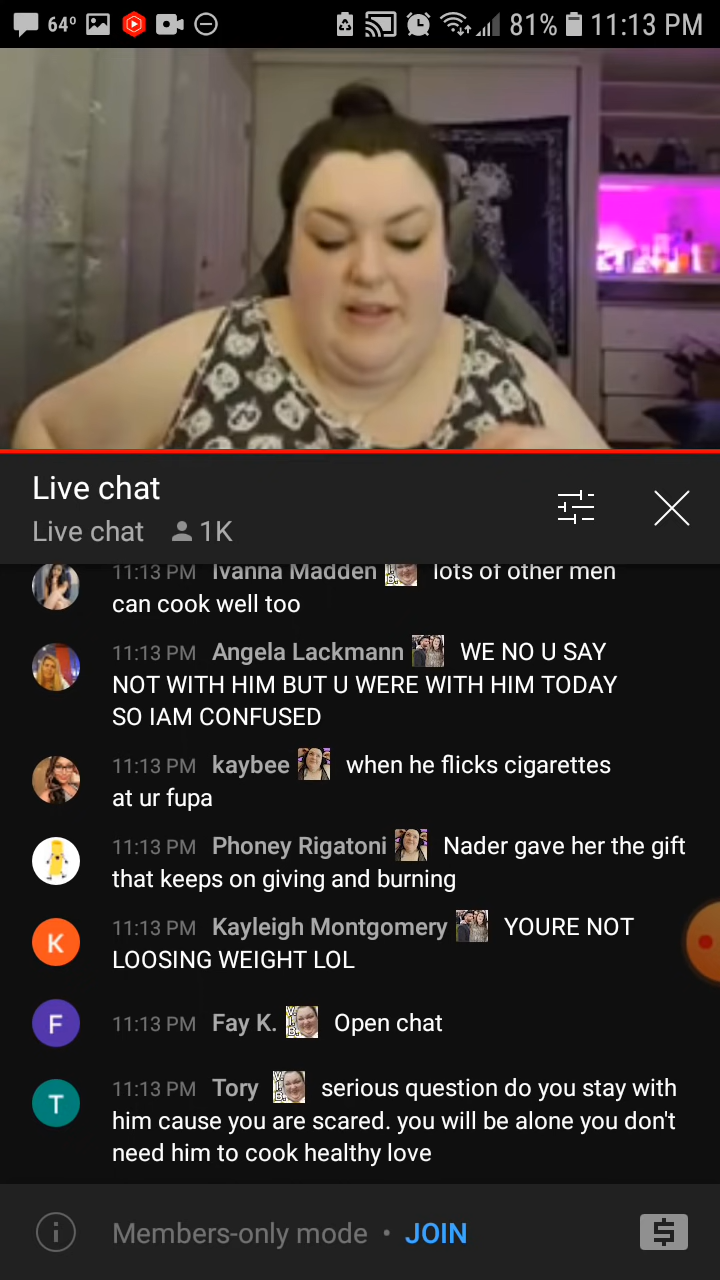 64° 81% 11:13 PM
Live chat
Live chat 1K
11:13 PM Ivanna Madden lots of other men
can cook well too
11:13 PM Angela Lackmann WE NO U SAY
NOT WITH HIM BUT U WERE WITH HIM TODAY
SO IAM CONFUSED
11:13 PM kaybee when he flicks cigarettes
at ur fupa
11:13 PM Phoney Rigatoni Nader gave her the gift
that keeps on giving and burning
K
11:13 PM Kayleigh Montgomery YOURE NOT
LOOSING WEIGHT LOL
F
11:13 PM Fay K. Open chat
T
11:13 PM Tory serious question do you stay with
him cause you are scared. you will be alone you don't
need him to cook healthy love
Members-only mode • JOIN